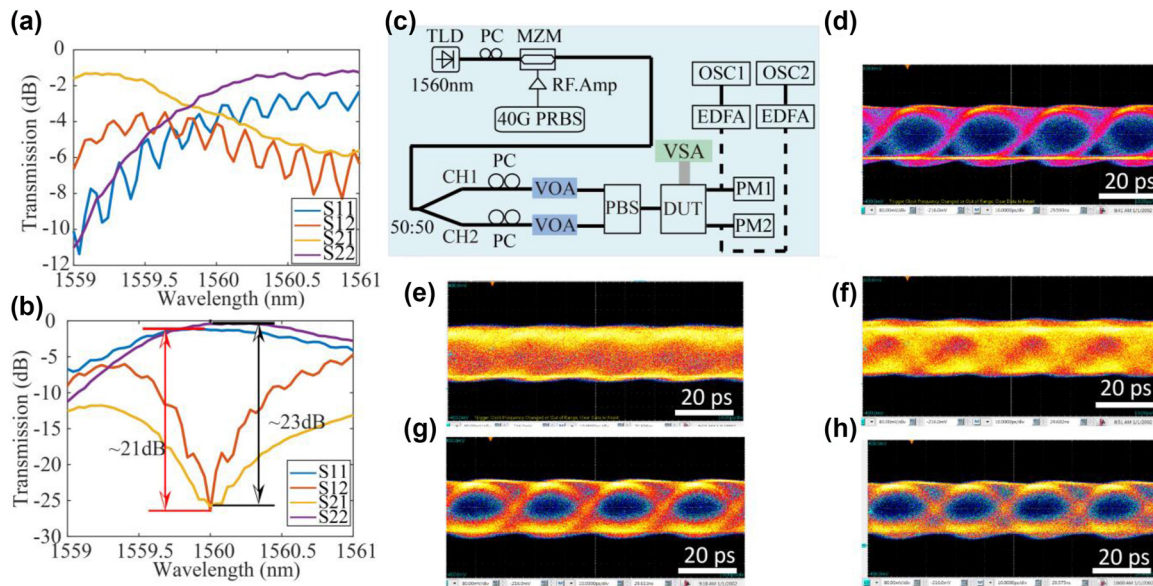 (a)
Transmission (dB)
0
-2
-4
-6
-8
-10
-12
S11
S12
S21
S22
1559
1559.5
1560
1560.5
1561
Wavelength (nm)
(b)
Transmission (dB)
0
-5
-10
-15
-20
-25
-30
~21dB
~23dB
S11
S12
S21
S22
1559
1559.5
1560
1560.5
1561
Wavelength (nm)
(c)
TLD
PC
MZM
1560nm
RF.Amp
40G PRBS
OSC1
OSC2
EDFA
EDFA
VSA
CH1
PC
VOA
PBS
DUT
PM1
50:50
CH2
PC
VOA
PM2
(d)
20 ps
(e)
20 ps
(f)
20 ps
(g)
20 ps
(h)
20 ps